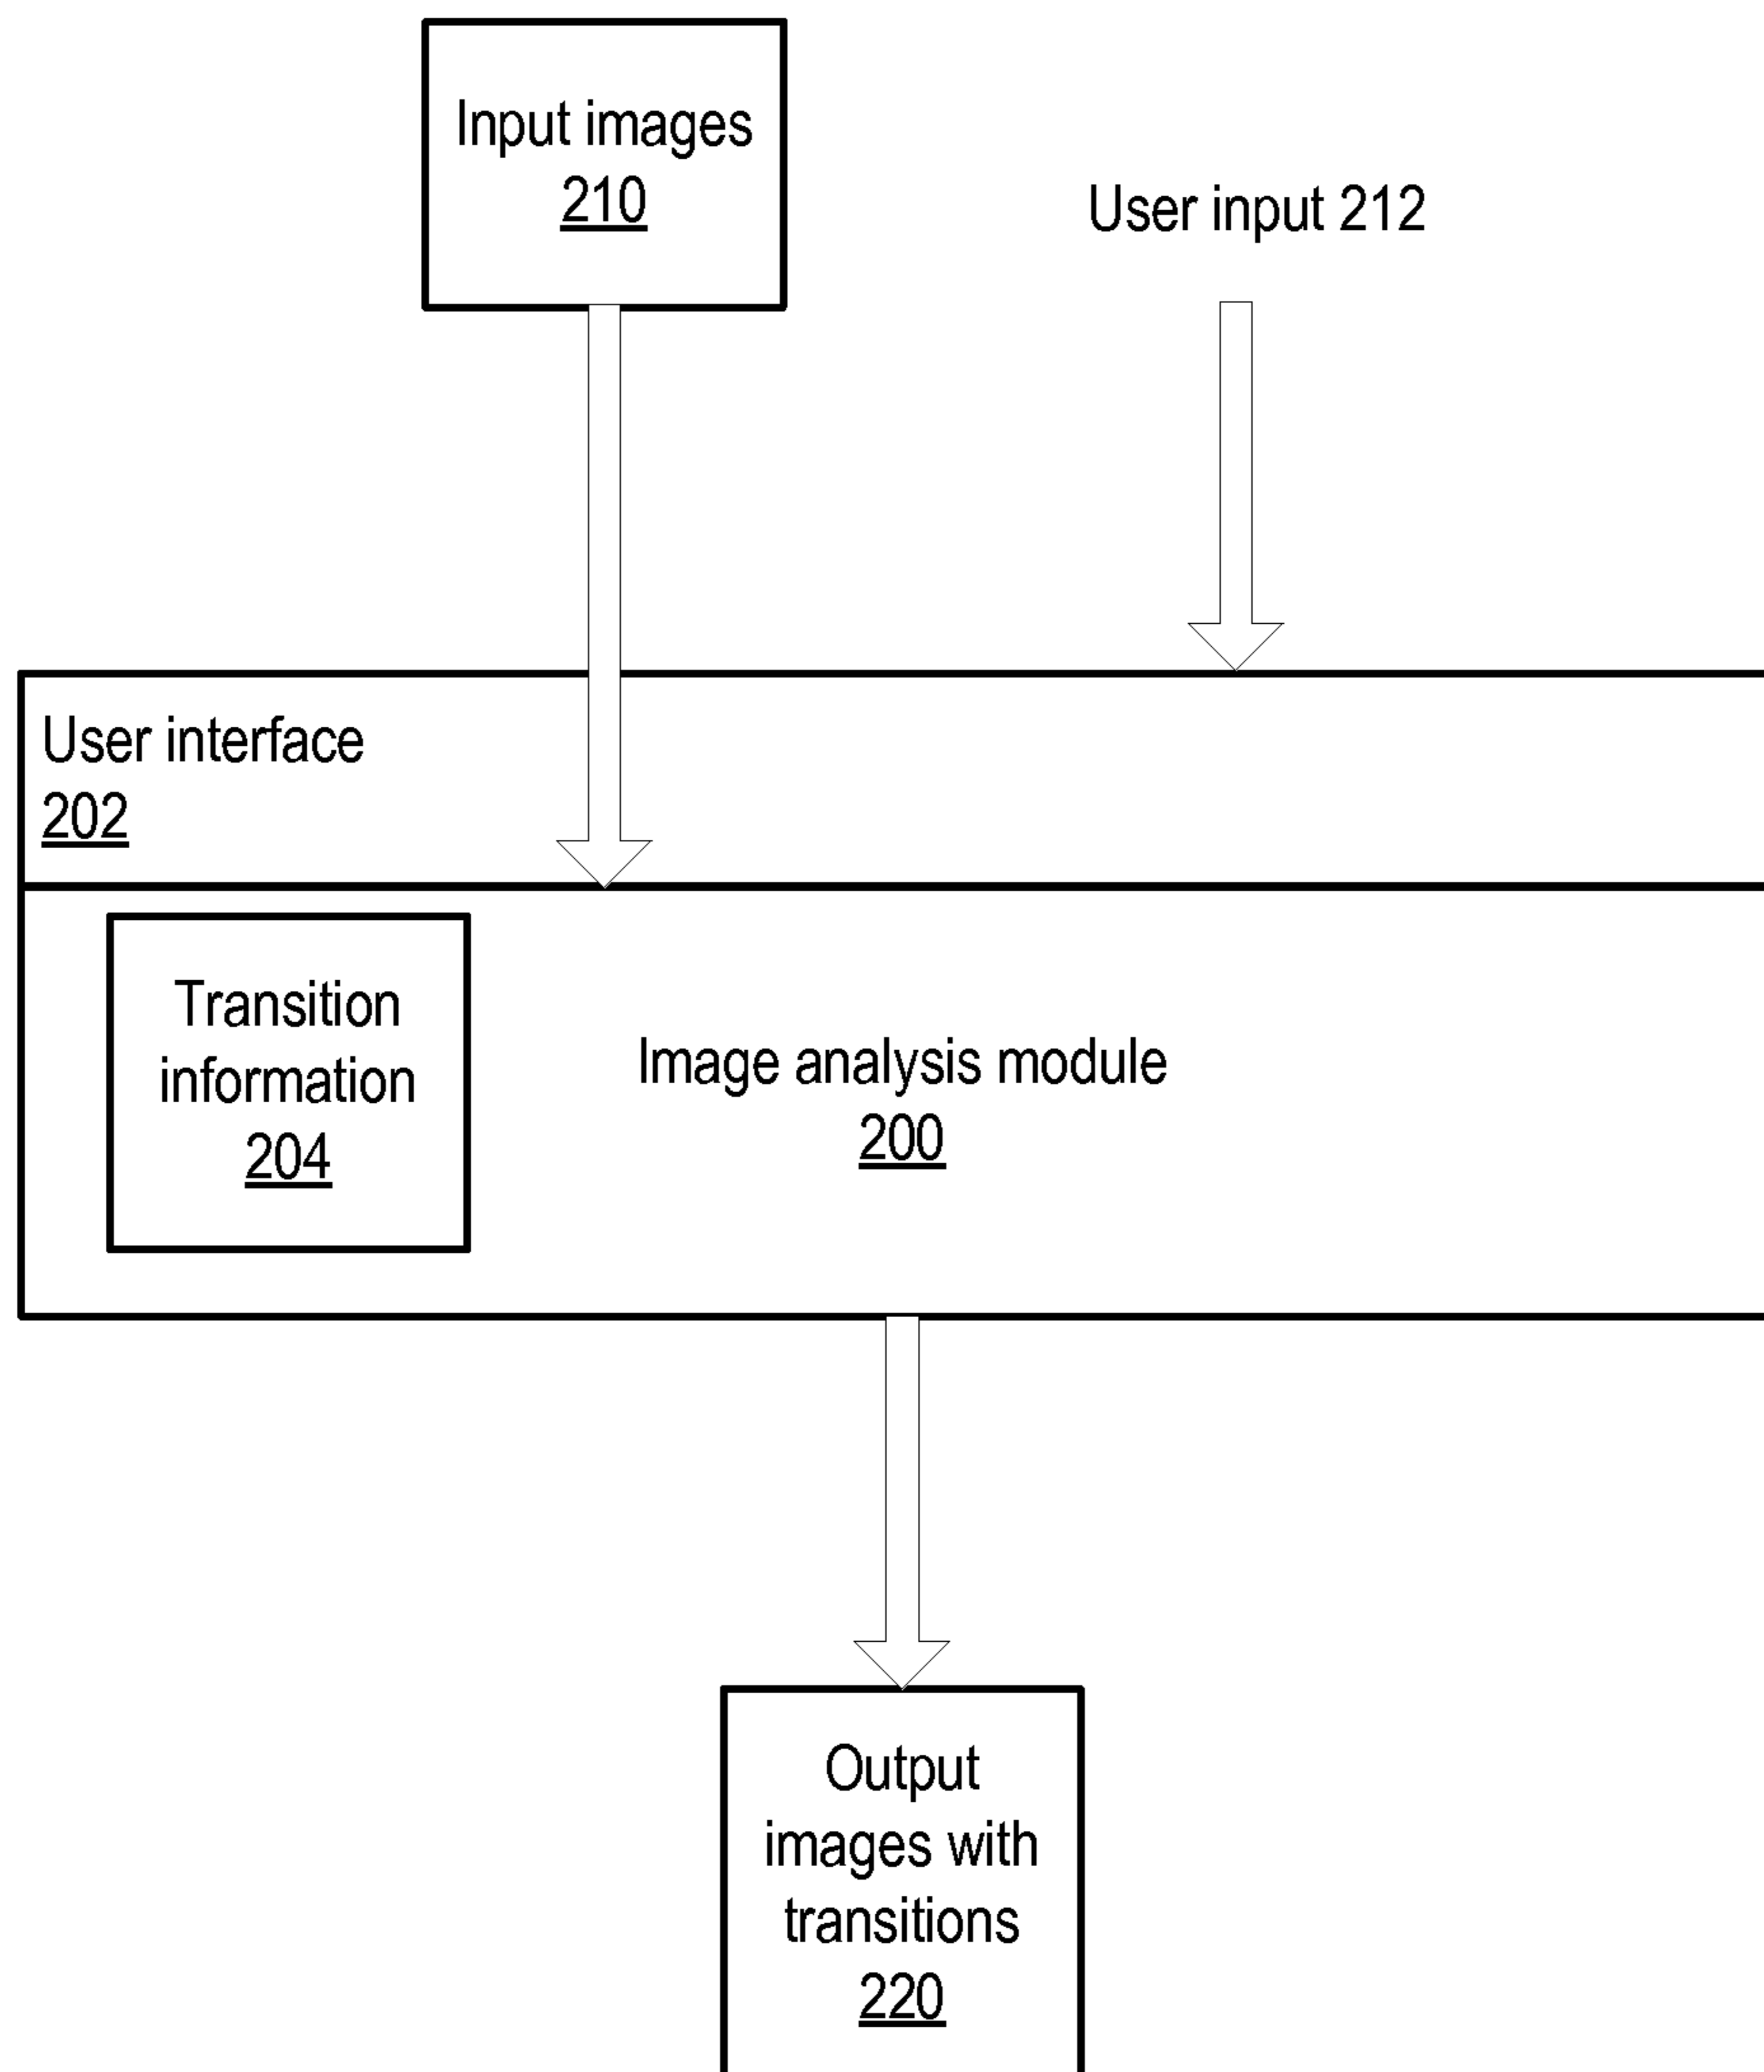 Input images
210
User input 212
User interface
202
Transition
information
204
Image analysis module
200
Output
images with
transitions
220